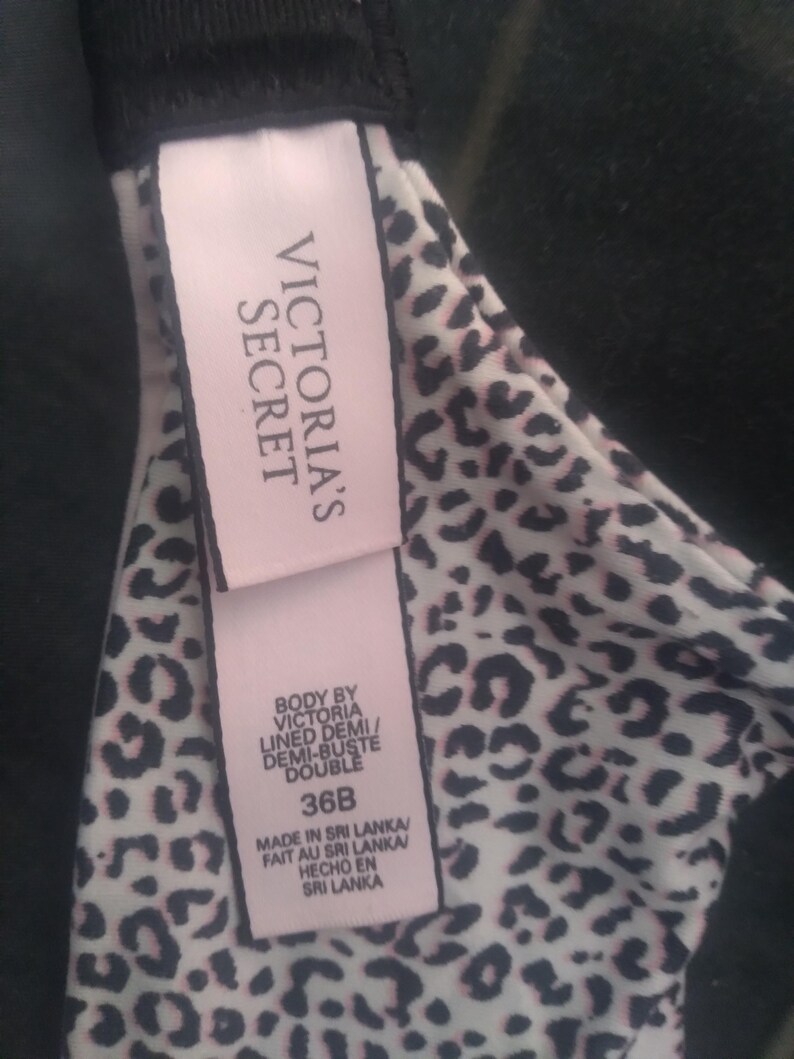 VICTORIA'S
SECRET
BODY BY
VICTORIA
LINED DEMI /
DEMI-BUSTE
DOUBLÉ
36B
MADE IN SRI LANKA/
FAIT AU SRI LANKA/
HECHO EN
SRI LANKA